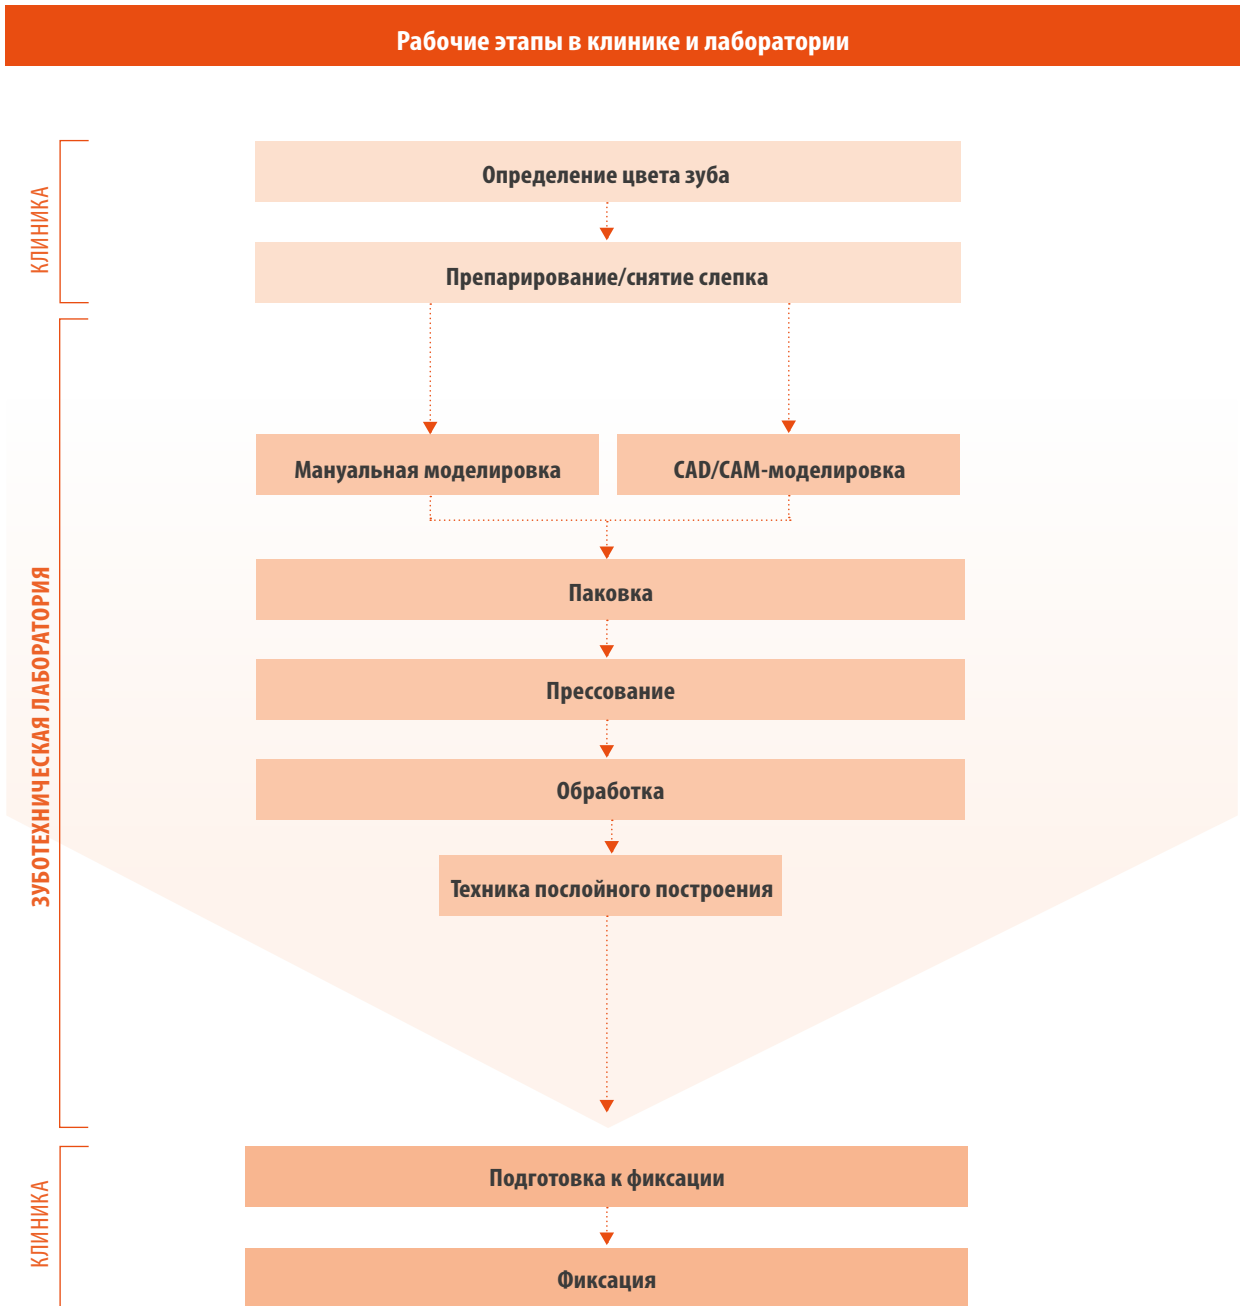 Рабочие этапы в клинике и лаборатории
КЛИНИКА
Определение цвета зуба
Препарирование/снятие слепка
ЗУБОТЕХНИЧЕСКАЯ ЛАБОРАТОРИЯ
Мануальная моделировка
CAD/CAM-моделировка
Паковка
Прессование
Обработка
Техника послойного построения
КЛИНИКА
Подготовка к фиксации
Фиксация